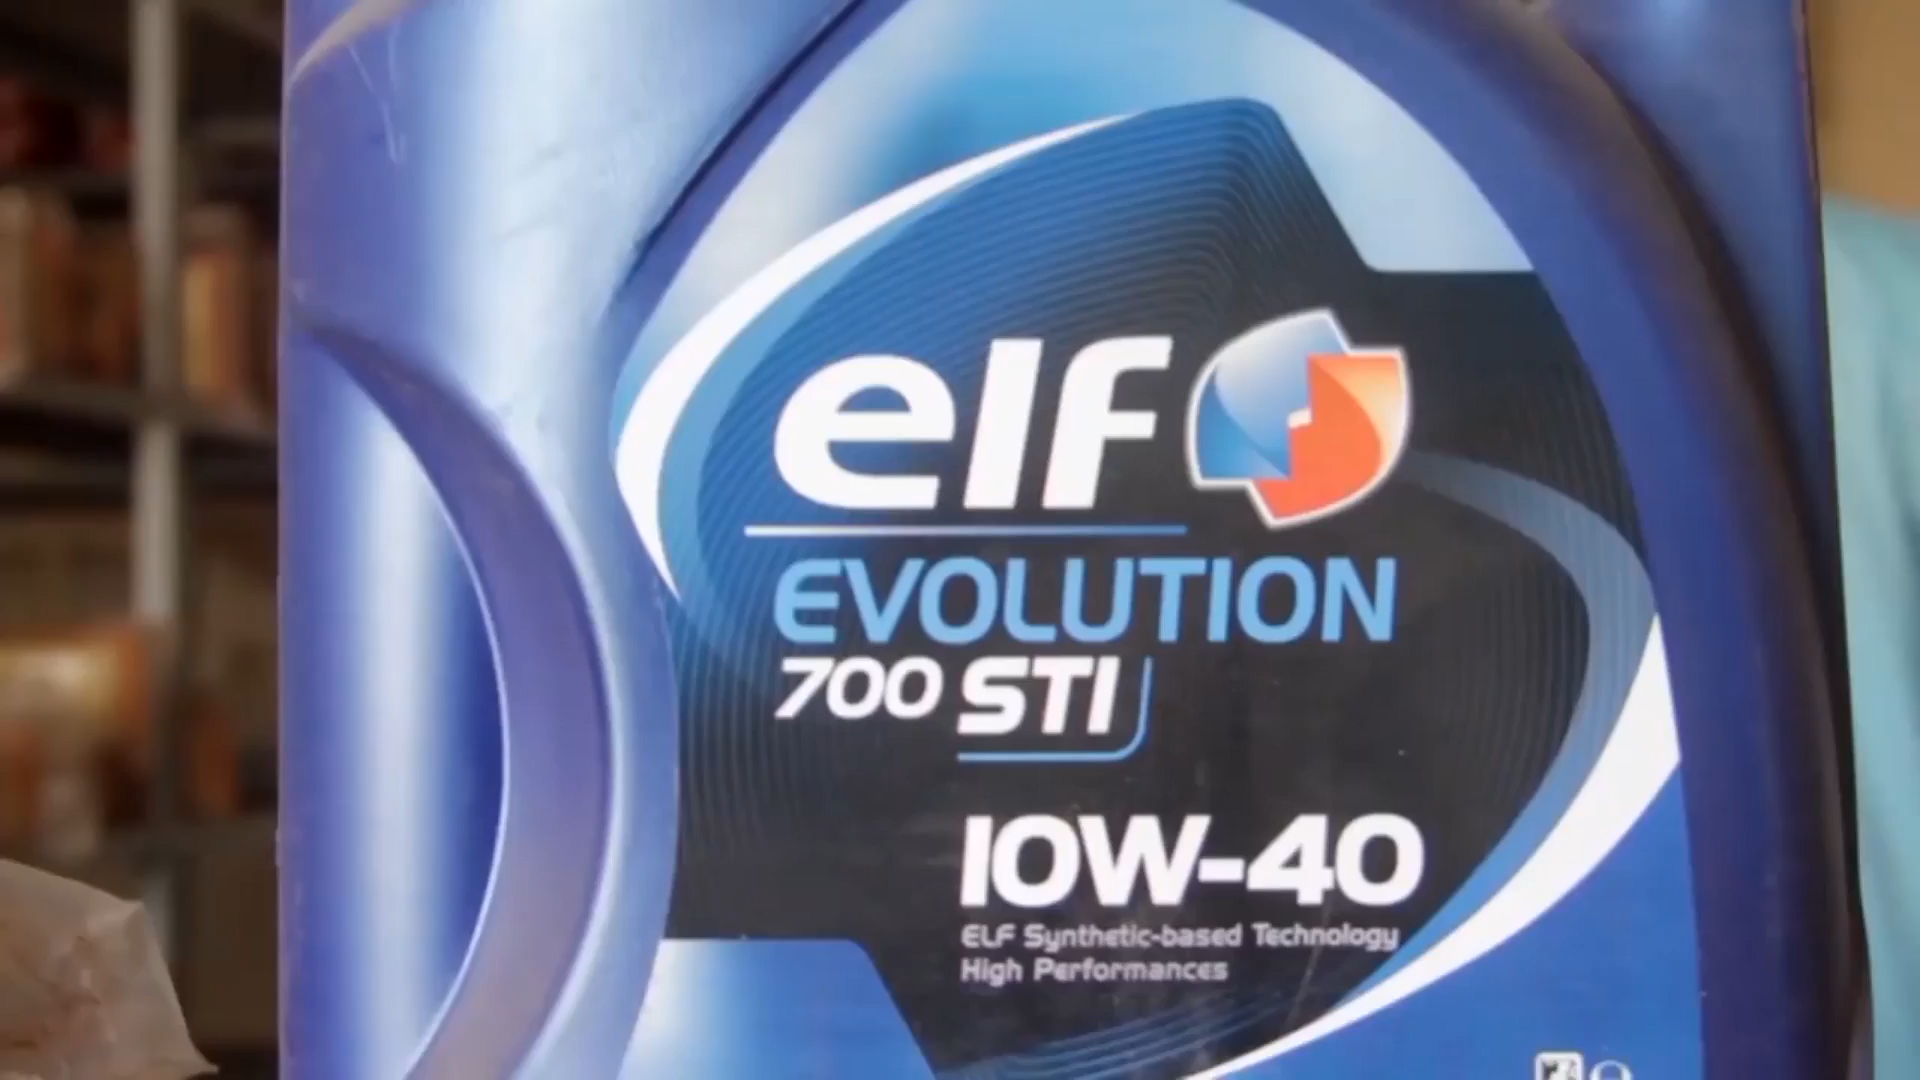 elf
EVOLUTION
700 STI
10W-40
ELF Synthetic-based Technology
High Performances